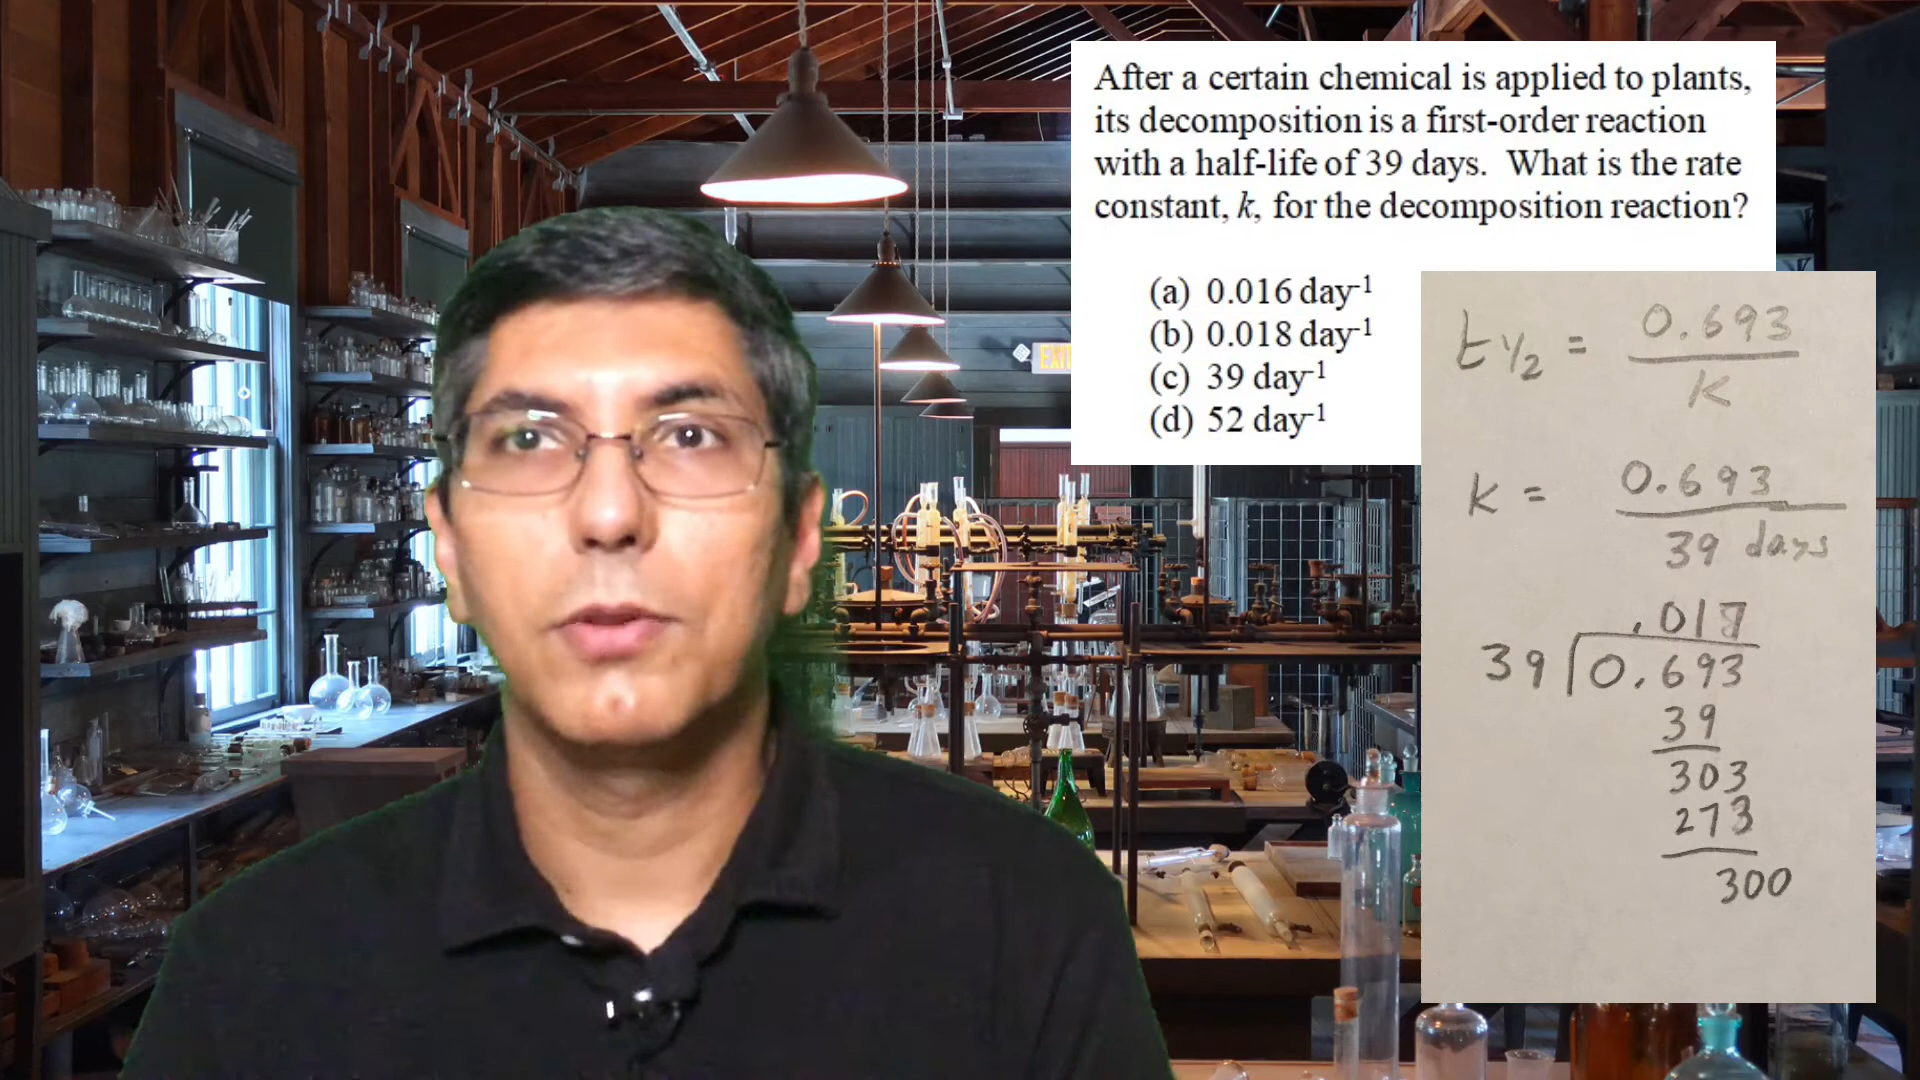 After a certain chemical is applied to plants,
its decomposition is a first-order reaction
with a half-life of 39 days. What is the rate
constant, k, for the decomposition reaction?
(a) 0.016 day⁻¹
(b) 0.018 day⁻¹
(c) 39 day⁻¹
(d) 52 day⁻¹
EXIT
t½ = 0.693
K
K = 0.693
39 days
.017
39 0.693
39
303
273
300